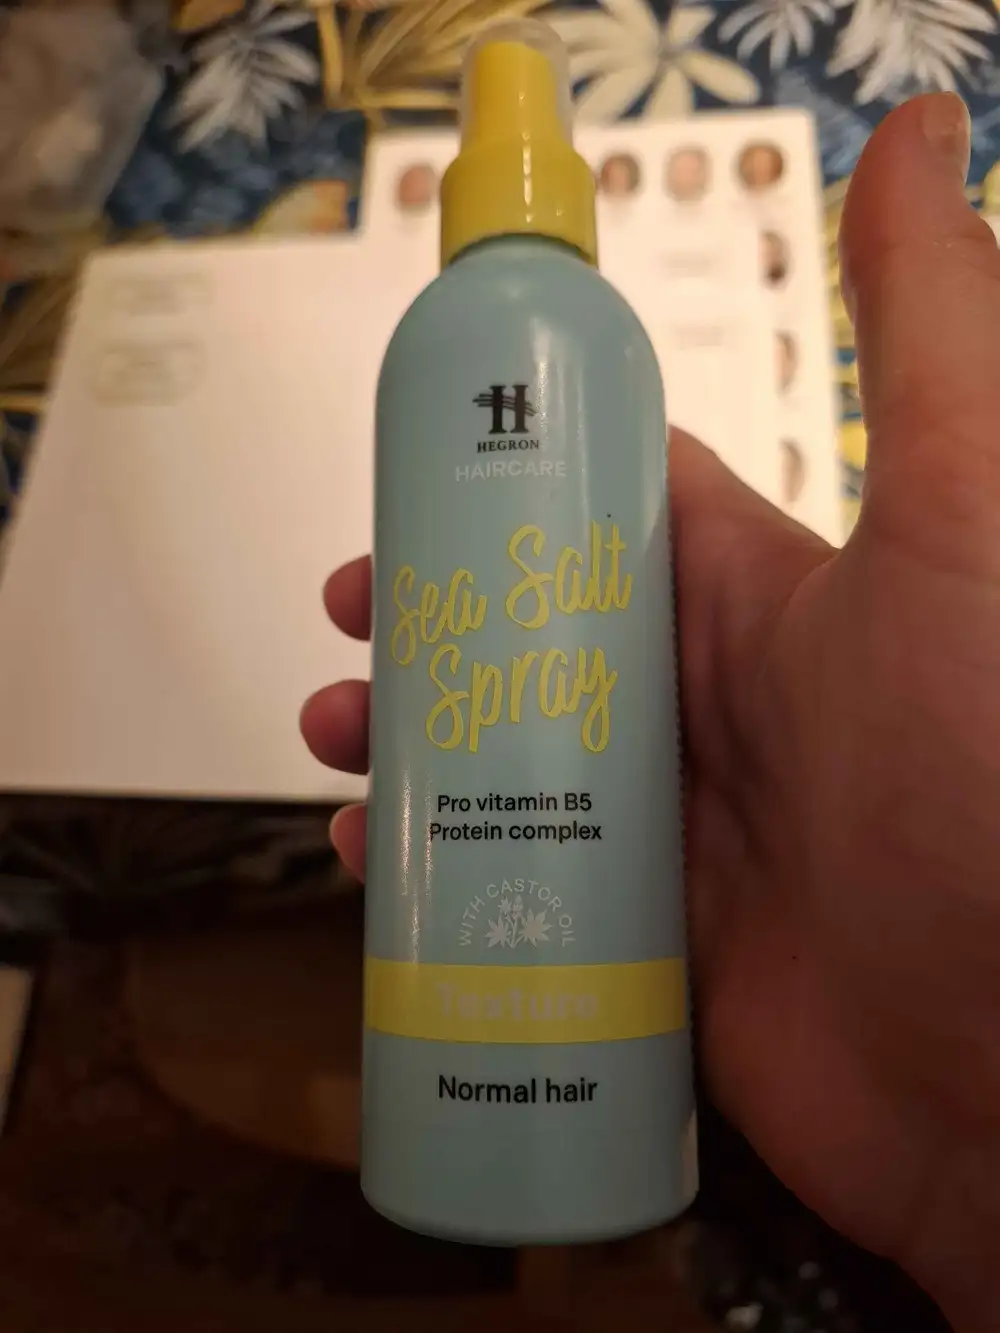 H
HEGRON
HAIRCARE
Sea Salt
Spray
Pro vitamin B5
Protein complex
WITH CASTOR OIL
Texture
Normal hair